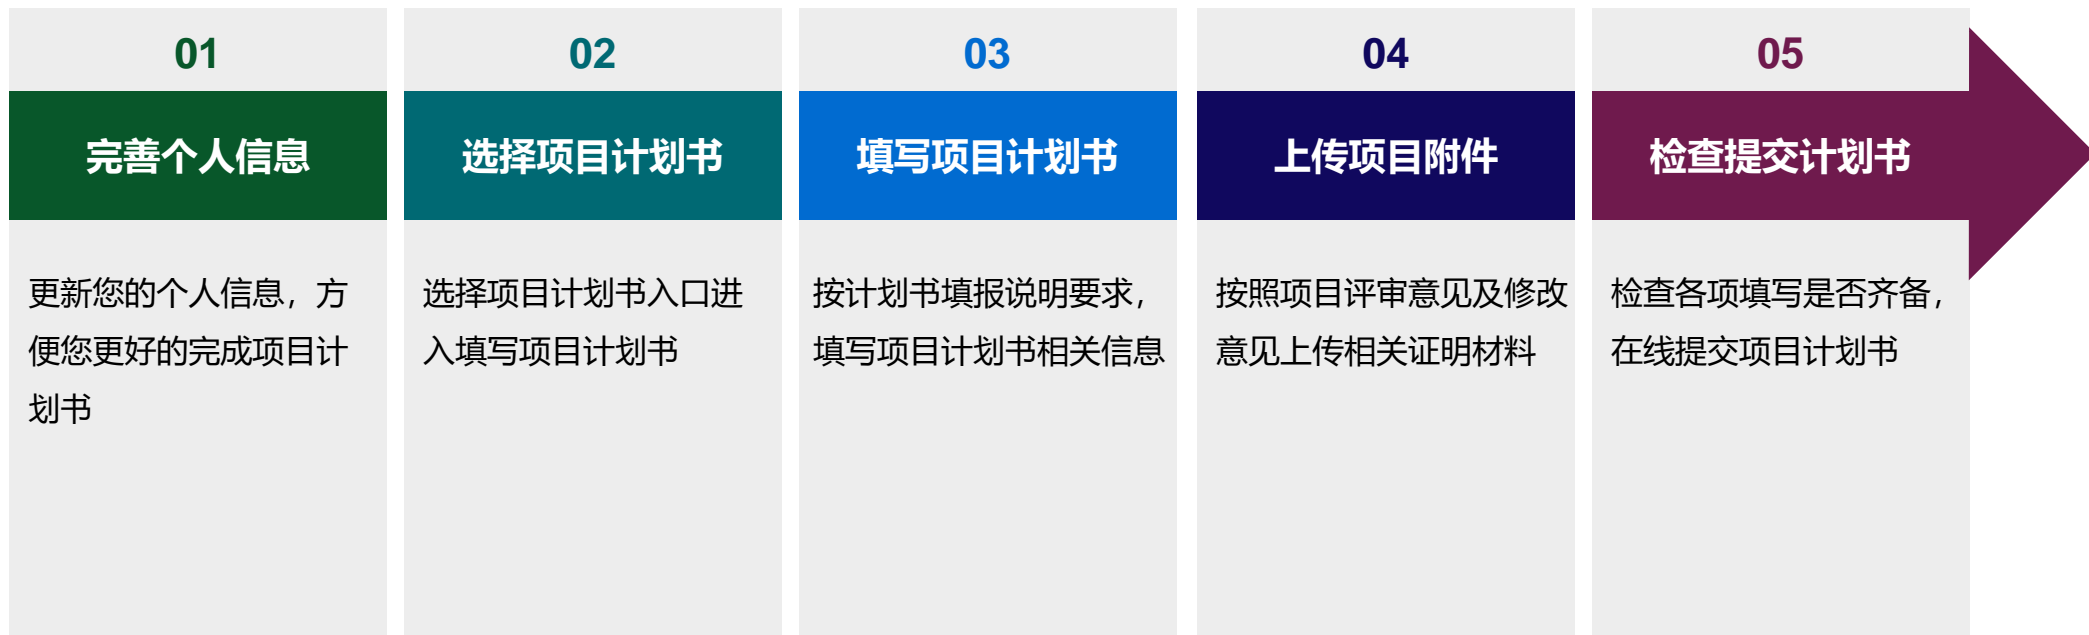 01
完善个人信息
更新您的个人信息，方
便您更好的完成项目计
划书
02
选择项目计划书
选择项目计划书入口进
入填写项目计划书
03
填写项目计划书
按计划书填报说明要求，
填写项目计划书相关信息
04
上传项目附件
按照项目评审意见及修改
意见上传相关证明材料
05
检查提交计划书
检查各项填写是否齐备，
在线提交项目计划书